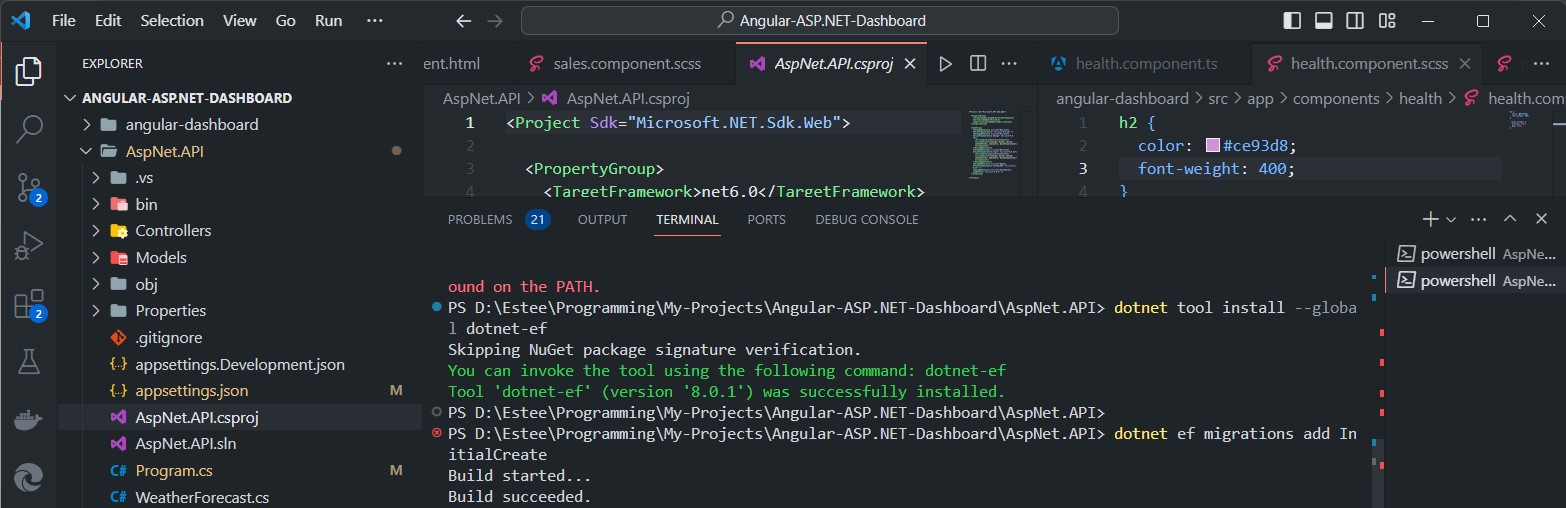 File Edit Selection View Go Run ··· Angular-ASP.NET-Dashboard
EXPLORER ···
ANGULAR-ASP.NET-DASHBOARD
angular-dashboard
AspNet.API
.vs
bin
Controllers
Models
obj
Properties
.gitignore
appsettings.Development.json
appsettings.json M
AspNet.API.csproj
AspNet.API.sln
Program.cs M
WeatherForecast.cs
2
2
ent.html sales.component.scss AspNet.API.csproj
AspNet.API > AspNet.API.csproj
1 <Project Sdk="Microsoft.NET.Sdk.Web">
2
3 <PropertyGroup>
4 <TargetFramework>net6.0</TargetFramework>
health.component.ts health.component.scss
angular-dashboard > src > app > components > health > health.com
1 h2 {
2 color: #ce93d8;
3 font-weight: 400;
4 }
PROBLEMS 21 OUTPUT TERMINAL PORTS DEBUG CONSOLE
ound on the PATH.
PS D:\Estee\Programming\My-Projects\Angular-ASP.NET-Dashboard\AspNet.API> dotnet tool install --globa
l dotnet-ef
Skipping NuGet package signature verification.
You can invoke the tool using the following command: dotnet-ef
Tool 'dotnet-ef' (version '8.0.1') was successfully installed.
PS D:\Estee\Programming\My-Projects\Angular-ASP.NET-Dashboard\AspNet.API>
PS D:\Estee\Programming\My-Projects\Angular-ASP.NET-Dashboard\AspNet.API> dotnet ef migrations add In
itialCreate
Build started...
Build succeeded.
powershell AspNe...
powershell AspNe...